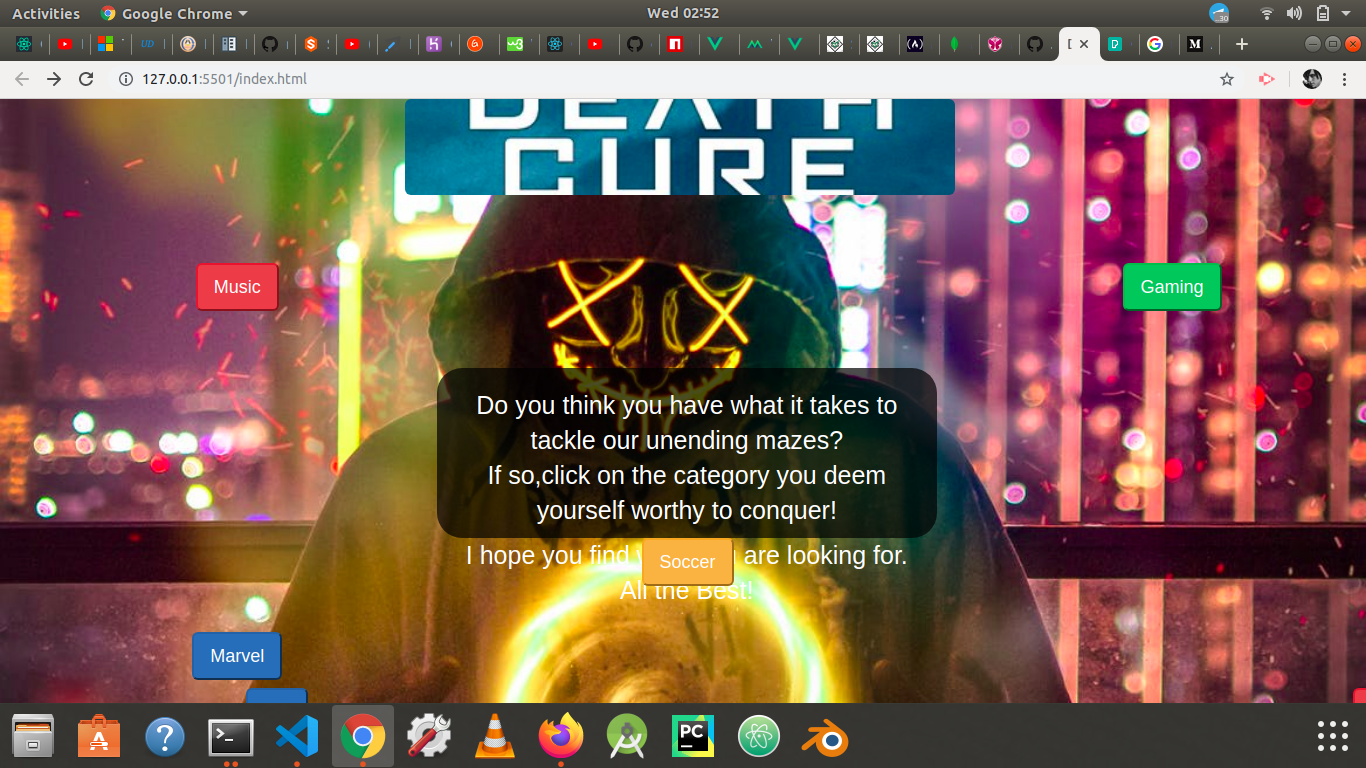 Activities
Google Chrome
Wed 02:52
30
127.0.0.1:5501/index.html
DEATH
CURE
Music
Gaming
Do you think you have what it takes to
tackle our unending mazes?
If so,click on the category you deem
yourself worthy to conquer!
I hope you find
are looking for.
Soccer
All the Best!
Marvel